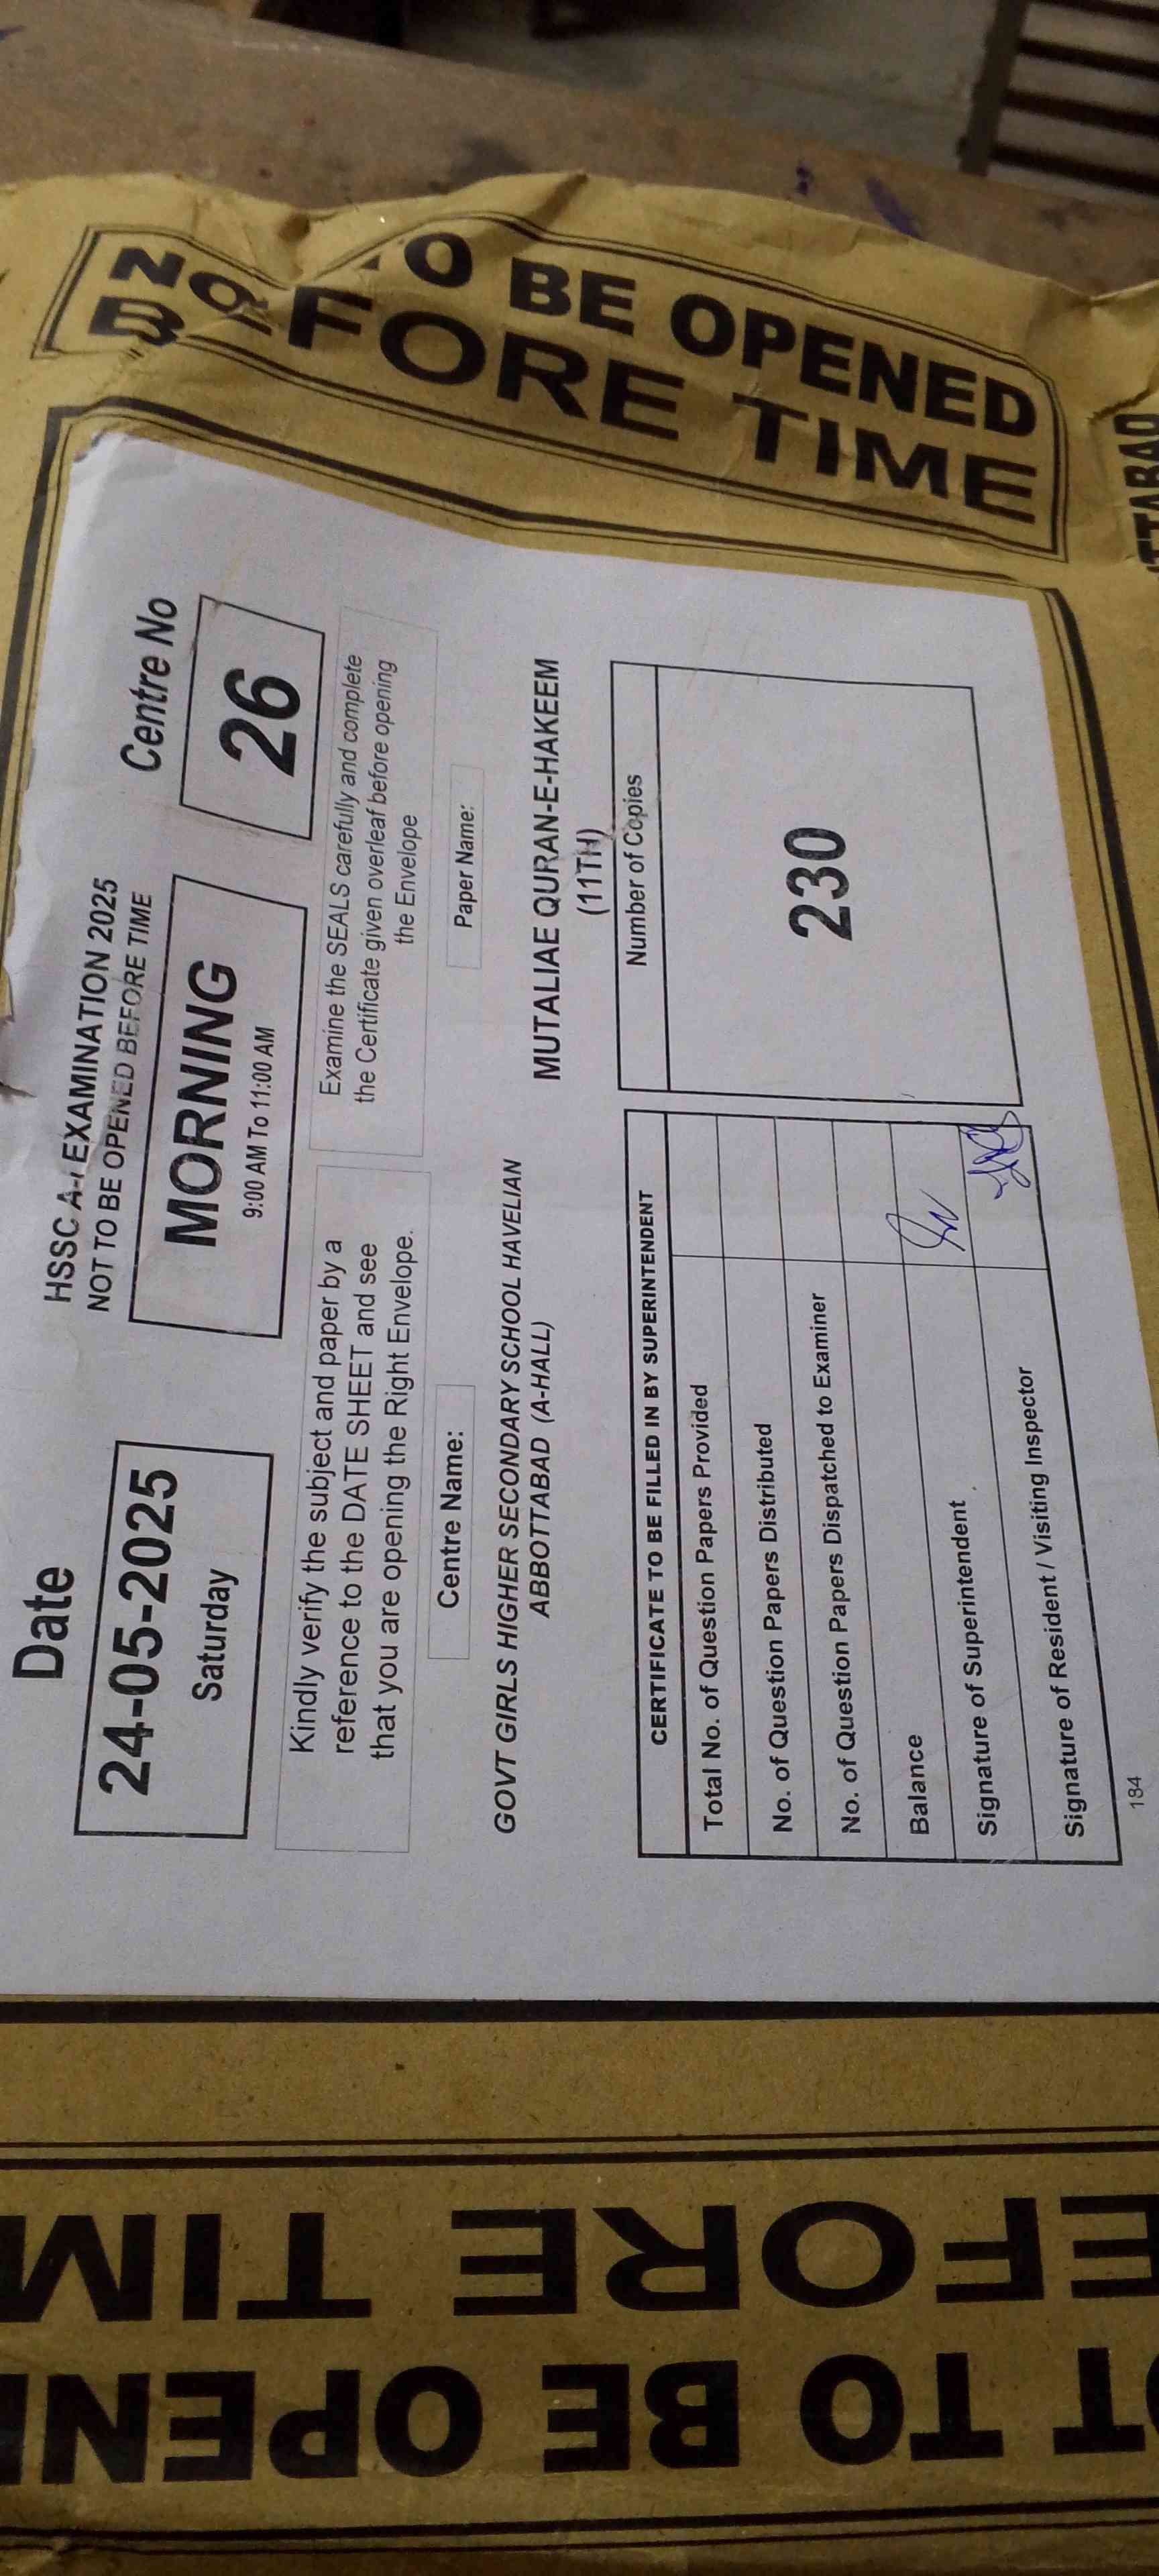 NOT TO BE OPENED
BEFORE TIME
HSSC A-I EXAMINATION 2025
NOT TO BE OPENED BEFORE TIME
Date
24-05-2025
Saturday
MORNING
9:00 AM To 11:00 AM
Centre No
26
Kindly verify the subject and paper by a
reference to the DATE SHEET and see
that you are opening the Right Envelope.
Examine the SEALS carefully and complete
the Certificate given overleaf before opening
the Envelope
Centre Name:
GOVT GIRLS HIGHER SECONDARY SCHOOL HAVELIAN
ABBOTTABAD (A-HALL)
Paper Name:
MUTALIAE QURAN-E-HAKEEM
(11TH)
CERTIFICATE TO BE FILLED IN BY SUPERINTENDENT
Total No. of Question Papers Provided
No. of Question Papers Distributed
No. of Question Papers Dispatched to Examiner
Balance
Signature of Superintendent
Signature of Resident / Visiting Inspector
Number of Copies
230
184
TTABAD
T TO BE OPEN
EFORE TIM